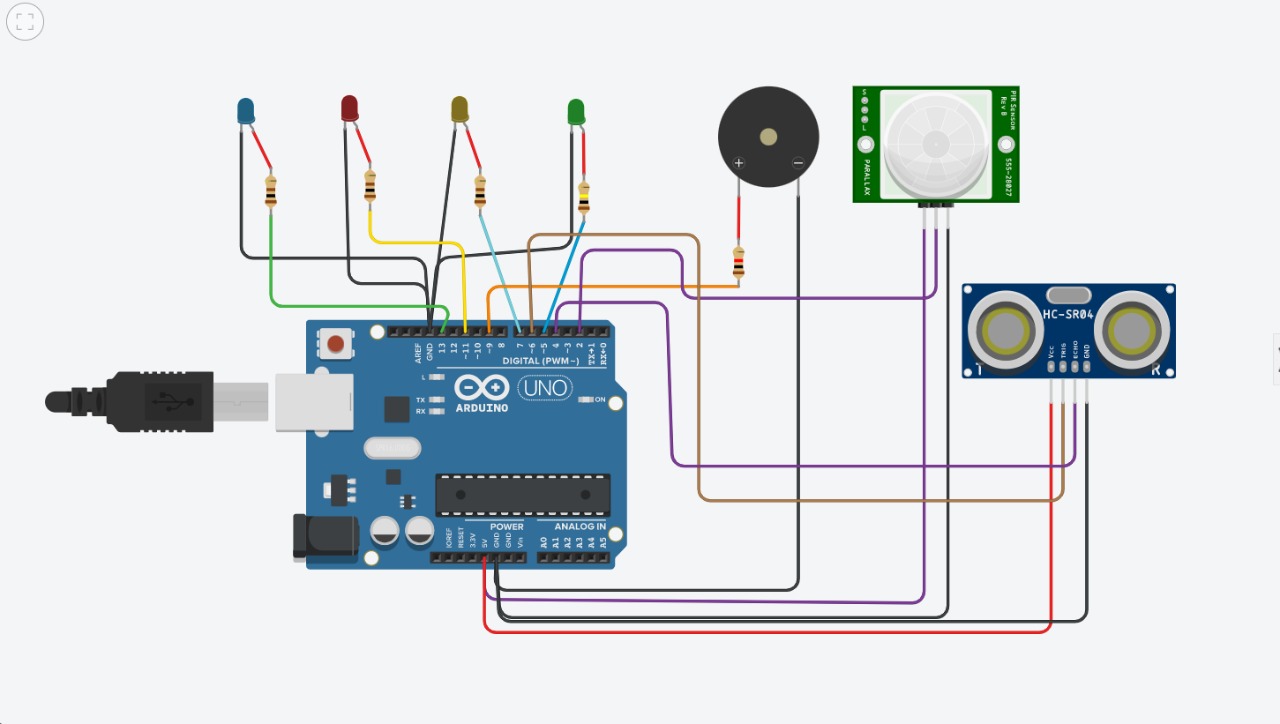 +
−
PIR SENSOR
REV B
555-28027
PARALLAX
HC-SR04
VCC
TRIG
ECHO
GND
T
R
AREF
GND
13
12
~11
~10
~9
8
7
~6
~5
4
~3
2
TX→1
RX←0
DIGITAL (PWM~)
L
TX
RX
UNO
ARDUINO
ON
POWER
ANALOG IN
IOREF
RESET
3.3V
5V
GND
GND
Vin
A0
A1
A2
A3
A4
A5